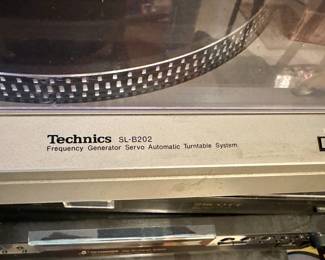 Technics SL-B202
Frequency Generator Servo Automatic Turntable System